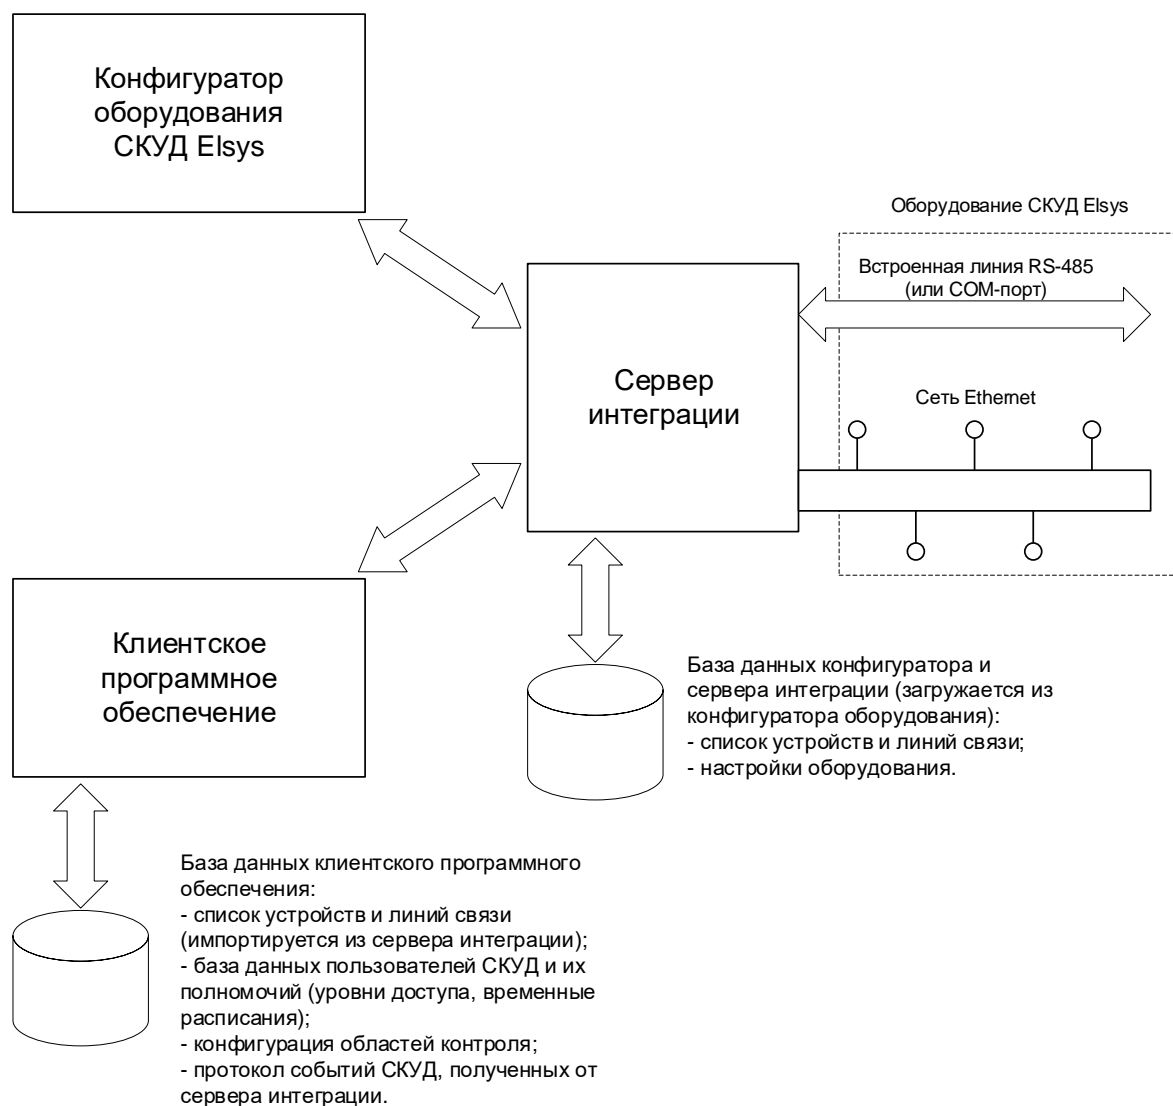 Конфигуратор
оборудования
СКУД Elsys
Оборудование СКУД Elsys
Встроенная линия RS-485
(или COM-порт)
Сервер
интеграции
Сеть Ethernet
Клиентское
программное
обеспечение
База данных конфигуратора и
сервера интеграции (загружается из
конфигуратора оборудования):
- список устройств и линий связи;
- настройки оборудования.
База данных клиентского программного
обеспечения:
- список устройств и линий связи
(импортируется из сервера интеграции);
- база данных пользователей СКУД и их
полномочий (уровни доступа, временные
расписания);
- конфигурация областей контроля;
- протокол событий СКУД, полученных от
сервера интеграции.